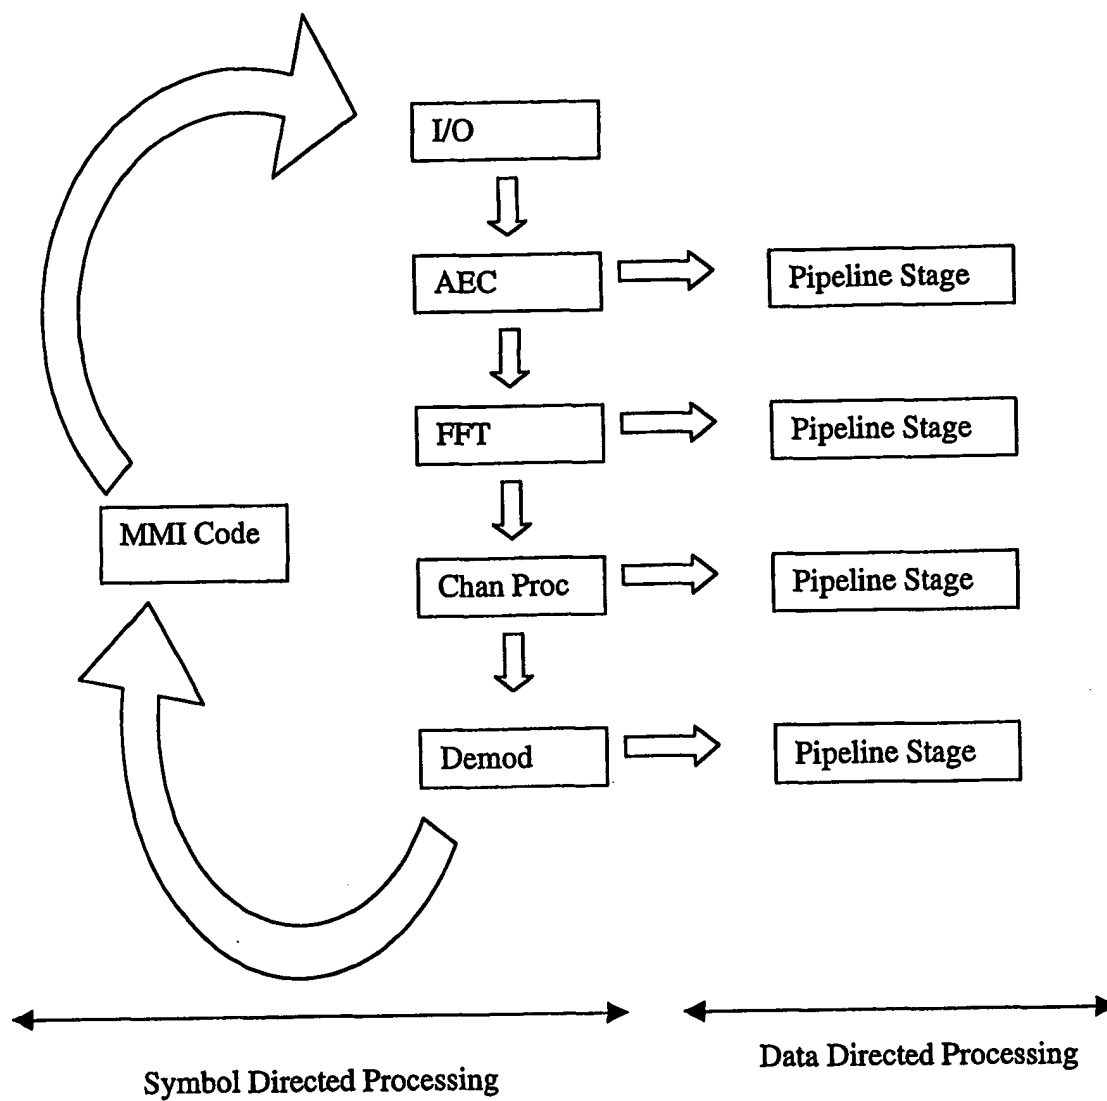 I/O
AEC
Pipeline Stage
FFT
Pipeline Stage
MMI Code
Chan Proc
Pipeline Stage
Demod
Pipeline Stage
Symbol Directed Processing
Data Directed Processing